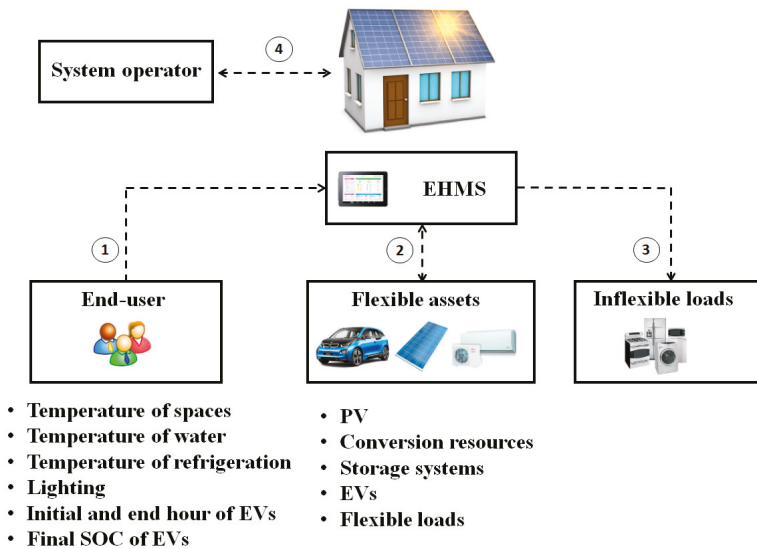 4
System operator
EHMS
1
2
3
End-user
Flexible assets
Inflexible loads
• Temperature of spaces
• Temperature of water
• Temperature of refrigeration
• Lighting
• Initial and end hour of EVs
• Final SOC of EVs
• PV
• Conversion resources
• Storage systems
• EVs
• Flexible loads